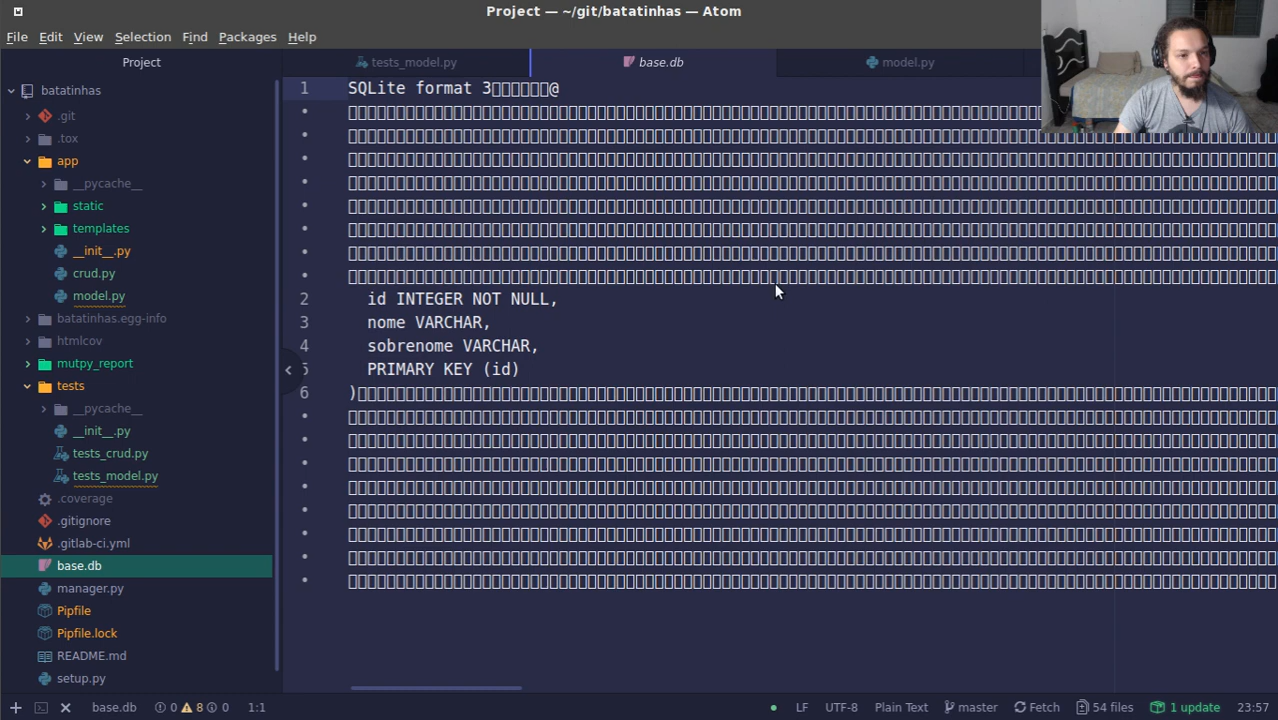 Project — ~/git/batatinhas — Atom
File Edit View Selection Find Packages Help
Project
tests_model.py
base.db
model.py
batatinhas
.git
.tox
app
__pycache__
static
templates
__init__.py
crud.py
model.py
batatinhas.egg-info
htmlcov
mutpy_report
tests
__pycache__
__init__.py
tests_crud.py
tests_model.py
.coverage
.gitignore
.gitlab-ci.yml
base.db
manager.py
Pipfile
Pipfile.lock
README.md
setup.py
1 SQLite format 3□□□□□□@
2 id INTEGER NOT NULL,
3 nome VARCHAR,
4 sobrenome VARCHAR,
5 PRIMARY KEY (id)
6 )
base.db 0 8 0 1:1 LF UTF-8 Plain Text master Fetch 54 files 1 update 23:57